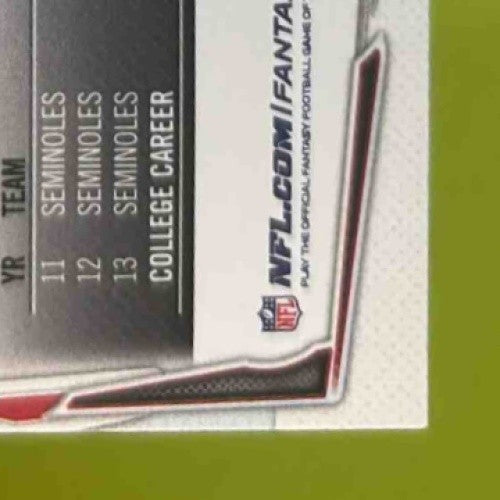 YR TEAM
11 SEMINOLES
12 SEMINOLES
13 SEMINOLES
COLLEGE CAREER
NFL
NFL.COM/FANTA
PLAY THE OFFICIAL FANTASY FOOTBALL GAME OF